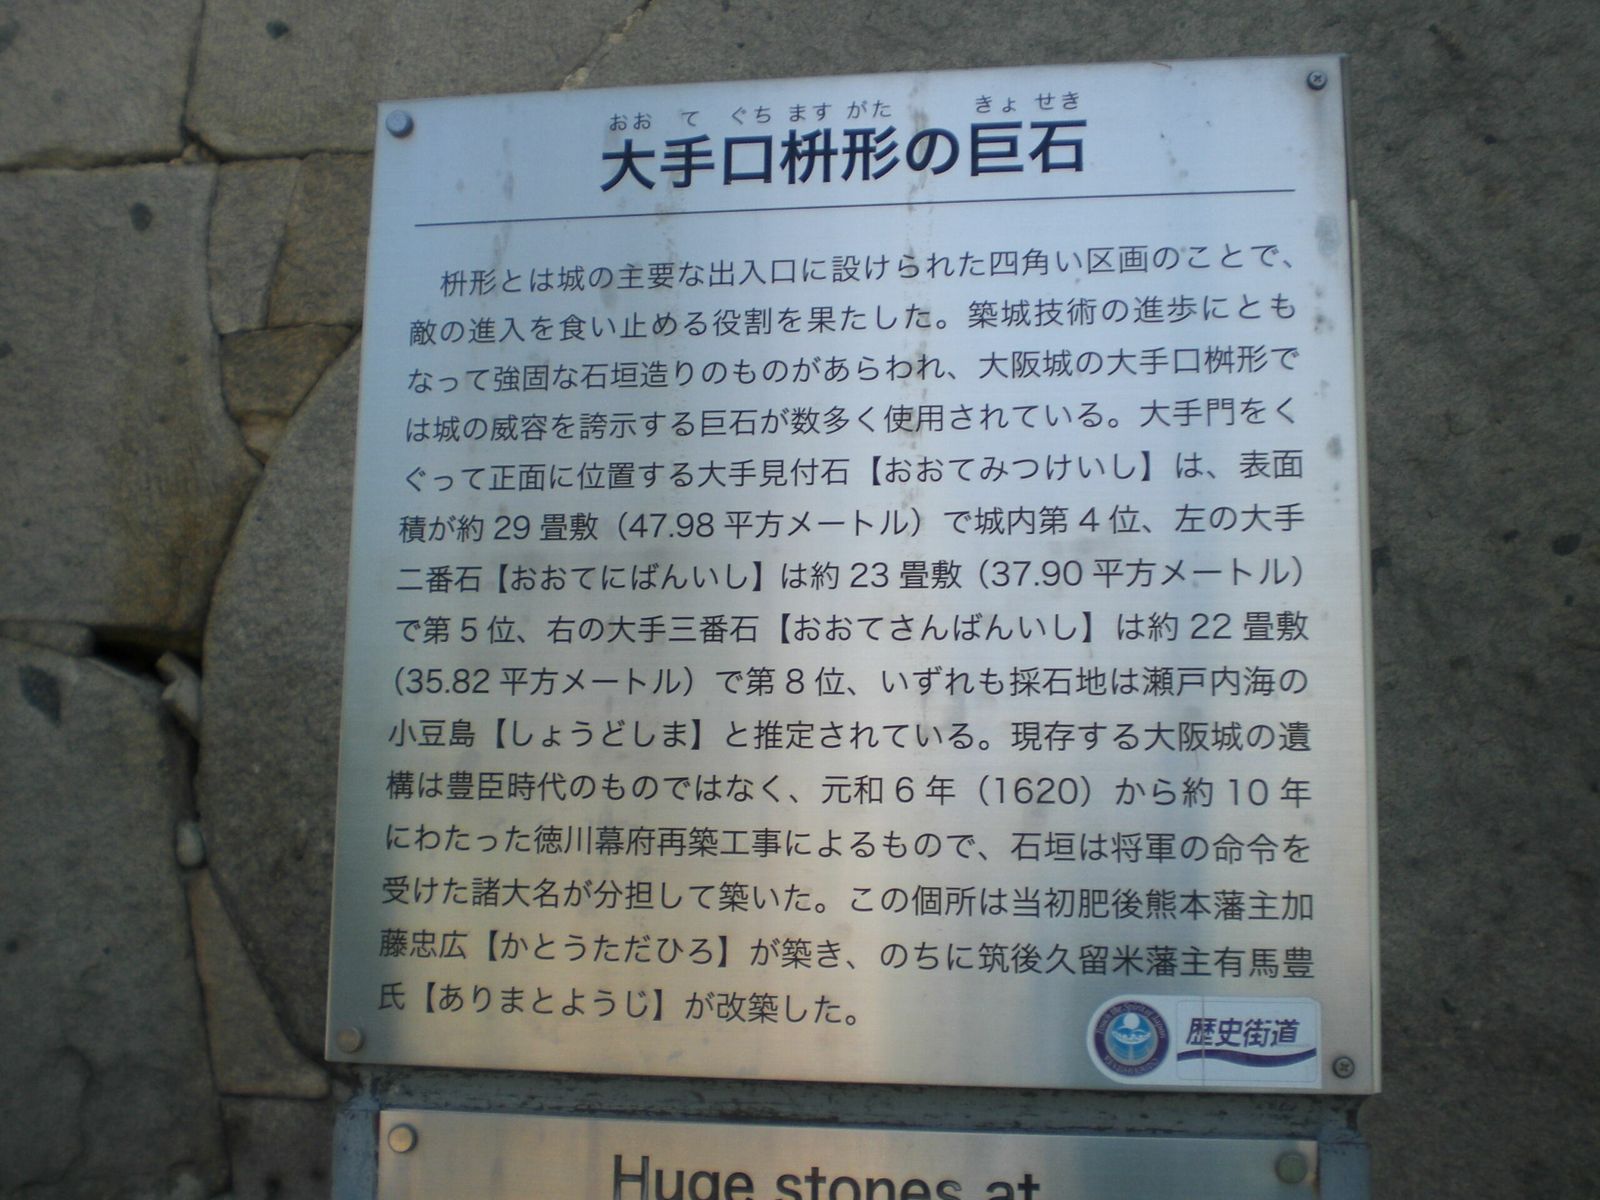 おお て ぐち ます がた きょ せき
大手口枡形の巨石
枡形とは城の主要な出入口に設けられた四角い区画のことで、
敵の進入を食い止める役割を果たした。築城技術の進歩にとも
なって強固な石垣造りのものがあらわれ、大阪城の大手口桝形で
は城の威容を誇示する巨石が数多く使用されている。大手門をく
ぐって正面に位置する大手見付石【おおてみつけいし】は、表面
積が約 29 畳敷（47.98 平方メートル）で城内第 4 位、左の大手
二番石【おおてにばんいし】は約 23 畳敷（37.90 平方メートル）
で第 5 位、右の大手三番石【おおてさんばんいし】は約 22 畳敷
（35.82 平方メートル）で第 8 位、いずれも採石地は瀬戸内海の
小豆島【しょうどしま】と推定されている。現存する大阪城の遺
構は豊臣時代のものではなく、元和 6 年（1620）から約 10 年
にわたった徳川幕府再築工事によるもので、石垣は将軍の命令を
受けた諸大名が分担して築いた。この個所は当初肥後熊本藩主加
藤忠広【かとうただひろ】が築き、のちに筑後久留米藩主有馬豊
氏【ありまとようじ】が改築した。
歴史街道
Huge stones at